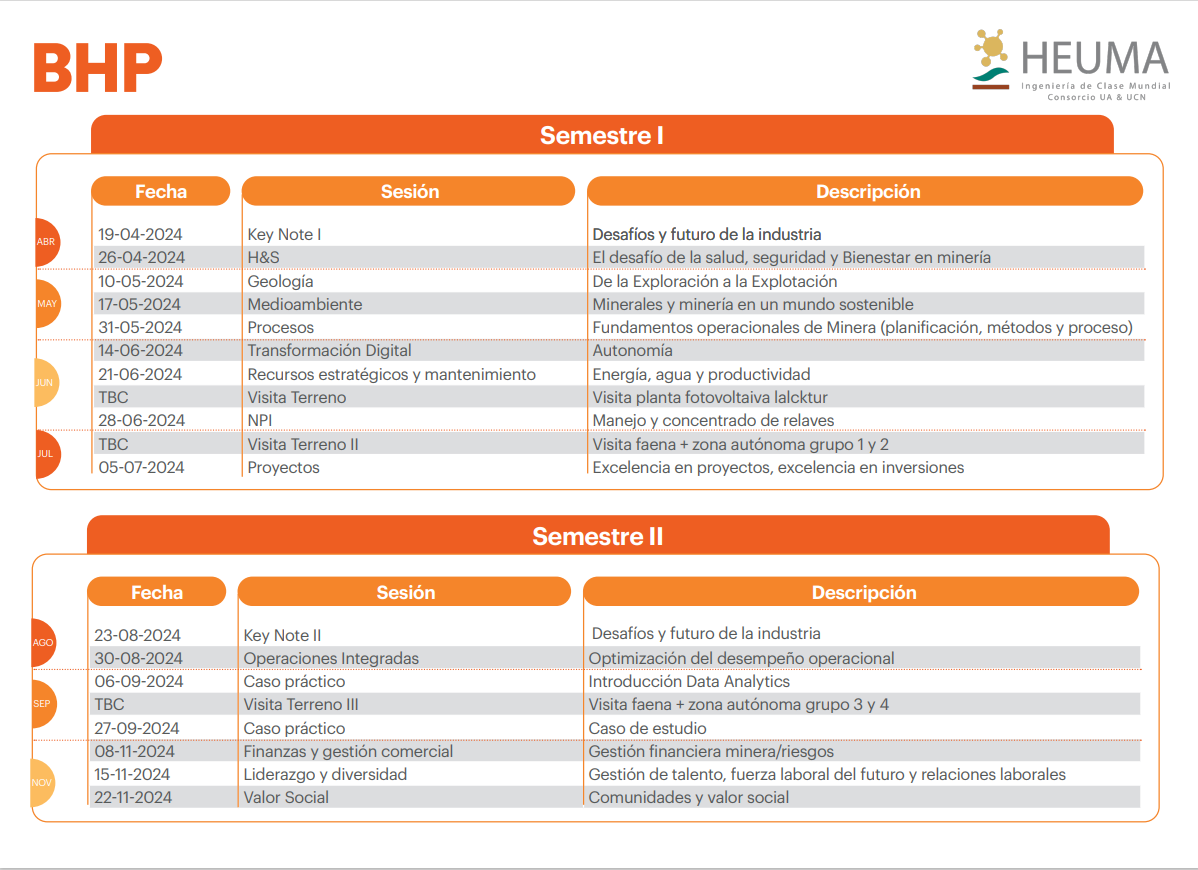 BHP
HEUMA
Ingeniería de Clase Mundial
Consorcio UA & UCN
Semestre I
Fecha Sesión Descripción
ABR
19-04-2024 Key Note I Desafíos y futuro de la industria
26-04-2024 H&S El desafío de la salud, seguridad y Bienestar en minería
MAY
10-05-2024 Geología De la Exploración a la Explotación
17-05-2024 Medioambiente Minerales y minería en un mundo sostenible
31-05-2024 Procesos Fundamentos operacionales de Minera (planificación, métodos y proceso)
JUN
14-06-2024 Transformación Digital Autonomía
21-06-2024 Recursos estratégicos y mantenimiento Energía, agua y productividad
TBC Visita Terreno Visita planta fotovoltaiva lalcktur
28-06-2024 NPI Manejo y concentrado de relaves
JUL
TBC Visita Terreno II Visita faena + zona autónoma grupo 1 y 2
05-07-2024 Proyectos Excelencia en proyectos, excelencia en inversiones
Semestre II
Fecha Sesión Descripción
AGO
23-08-2024 Key Note II Desafíos y futuro de la industria
30-08-2024 Operaciones Integradas Optimización del desempeño operacional
SEP
06-09-2024 Caso práctico Introducción Data Analytics
TBC Visita Terreno III Visita faena + zona autónoma grupo 3 y 4
27-09-2024 Caso práctico Caso de estudio
NOV
08-11-2024 Finanzas y gestión comercial Gestión financiera minera/riesgos
15-11-2024 Liderazgo y diversidad Gestión de talento, fuerza laboral del futuro y relaciones laborales
22-11-2024 Valor Social Comunidades y valor social